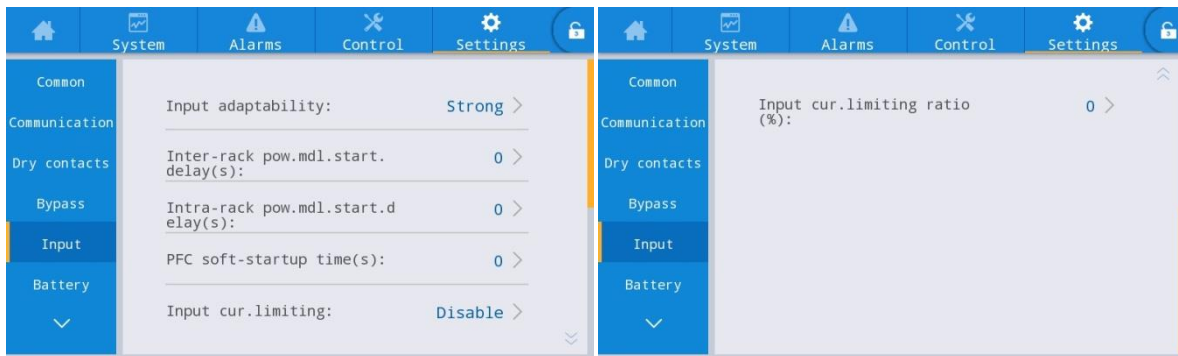 System Alarms Control Settings
Common
Communication
Dry contacts
Bypass
Input
Battery
Input adaptability: Strong
Inter-rack pow.mdl.start.
delay(s): 0
Intra-rack pow.mdl.start.d
elay(s): 0
PFC soft-startup time(s): 0
Input cur.limiting: Disable
System Alarms Control Settings
Common
Communication
Dry contacts
Bypass
Input
Battery
Input cur.limiting ratio
(%): 0